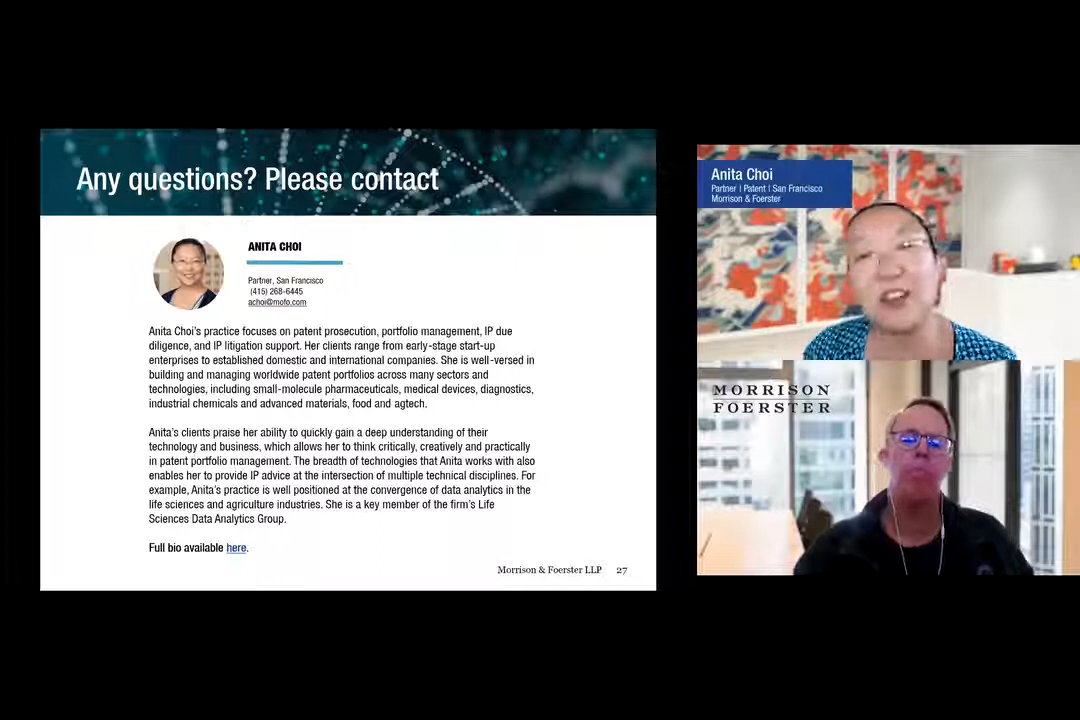 Any questions? Please contact
ANITA CHOI
Partner, San Francisco
(415) 268-6445
achoi@mofo.com
Anita Choi's practice focuses on patent prosecution, portfolio management, IP due
diligence, and IP litigation support. Her clients range from early-stage start-up
enterprises to established domestic and international companies. She is well-versed in
building and managing worldwide patent portfolios across many sectors and
technologies, including small-molecule pharmaceuticals, medical devices, diagnostics,
industrial chemicals and advanced materials, food and agtech.
Anita's clients praise her ability to quickly gain a deep understanding of their
technology and business, which allows her to think critically, creatively and practically
in patent portfolio management. The breadth of technologies that Anita works with also
enables her to provide IP advice at the intersection of multiple technical disciplines. For
example, Anita's practice is well positioned at the convergence of data analytics in the
life sciences and agriculture industries. She is a key member of the firm's Life
Sciences Data Analytics Group.
Full bio available here.
Morrison & Foerster LLP 27
Anita Choi
Partner | Patent | San Francisco
Morrison & Foerster
MORRISON
FOERSTER